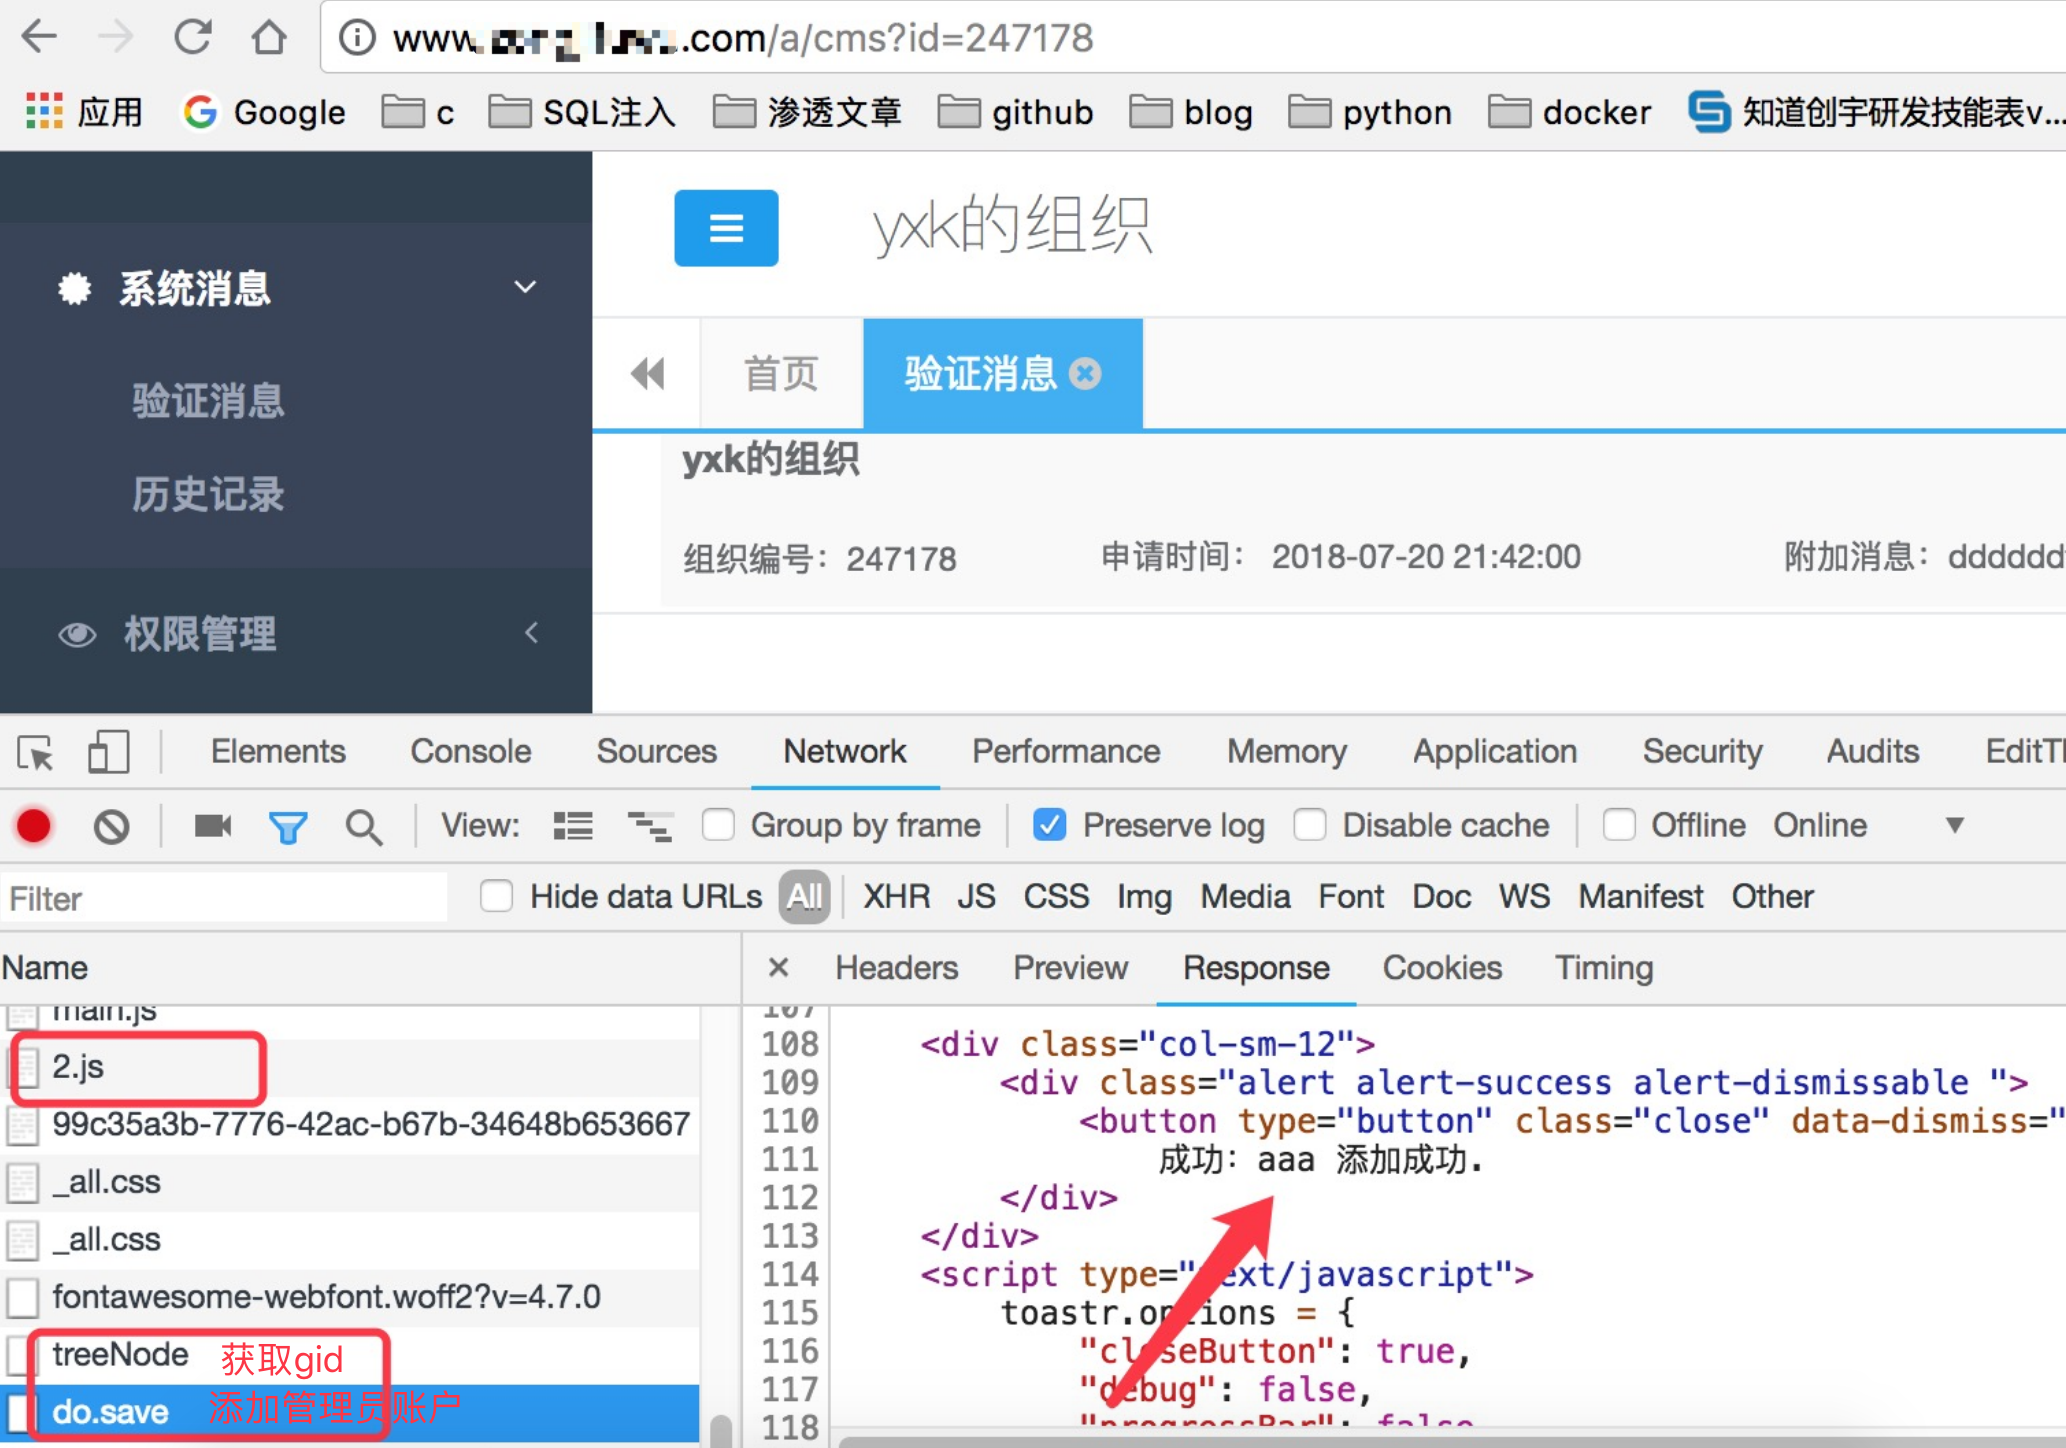 www. .com/a/cms?id=247178
应用 Google c SQL注入 渗透文章 github blog python docker 知道创宇研发技能表v...
yxk的组织
系统消息
首页 验证消息
验证消息
yxk的组织
历史记录
组织编号：247178 申请时间： 2018-07-20 21:42:00 附加消息：dddddd
权限管理
Elements Console Sources Network Performance Memory Application Security Audits EditTh
View: Group by frame Preserve log Disable cache Offline Online
Filter Hide data URLs All XHR JS CSS Img Media Font Doc WS Manifest Other
Name
× Headers Preview Response Cookies Timing
main.js
2.js
99c35a3b-7776-42ac-b67b-34648b653667
_all.css
_all.css
fontawesome-webfont.woff2?v=4.7.0
treeNode 获取gid
do.save 添加管理员账户
107
108 <div class="col-sm-12">
109 <div class="alert alert-success alert-dismissable ">
110 <button type="button" class="close" data-dismiss="
111 成功：aaa 添加成功.
112 </div>
113 </div>
114 <script type="text/javascript">
115 toastr.options = {
116 "closeButton": true,
117 "debug": false,
118 "progressBar": false